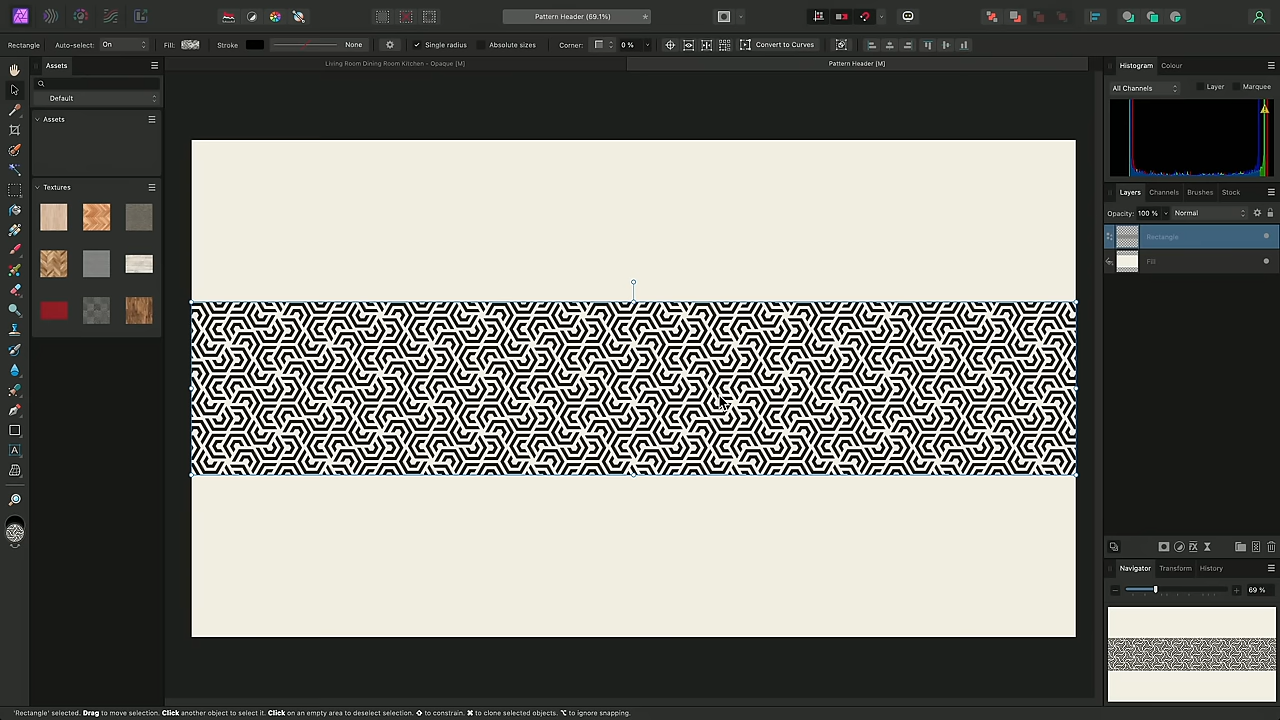 Pattern Header (69.1%)
Rectangle
Auto-select:
On
Fill:
Stroke
None
Single radius
Absolute sizes
Corner:
0 %
Convert to Curves
Assets
Living Room Dining Room Kitchen - Opaque [M]
Pattern Header [M]
Histogram
Colour
Default
All Channels
Layer
Marquee
Assets
Textures
Layers
Channels
Brushes
Stock
Opacity:
100 %
Normal
Rectangle
Fill
Navigator
Transform
History
69 %
'Rectangle' selected. Drag to move selection. Click another object to select it. Click on an empty area to deselect selection. ⇧ to constrain. ⌘ to clone selected objects. ⌥ to ignore snapping.